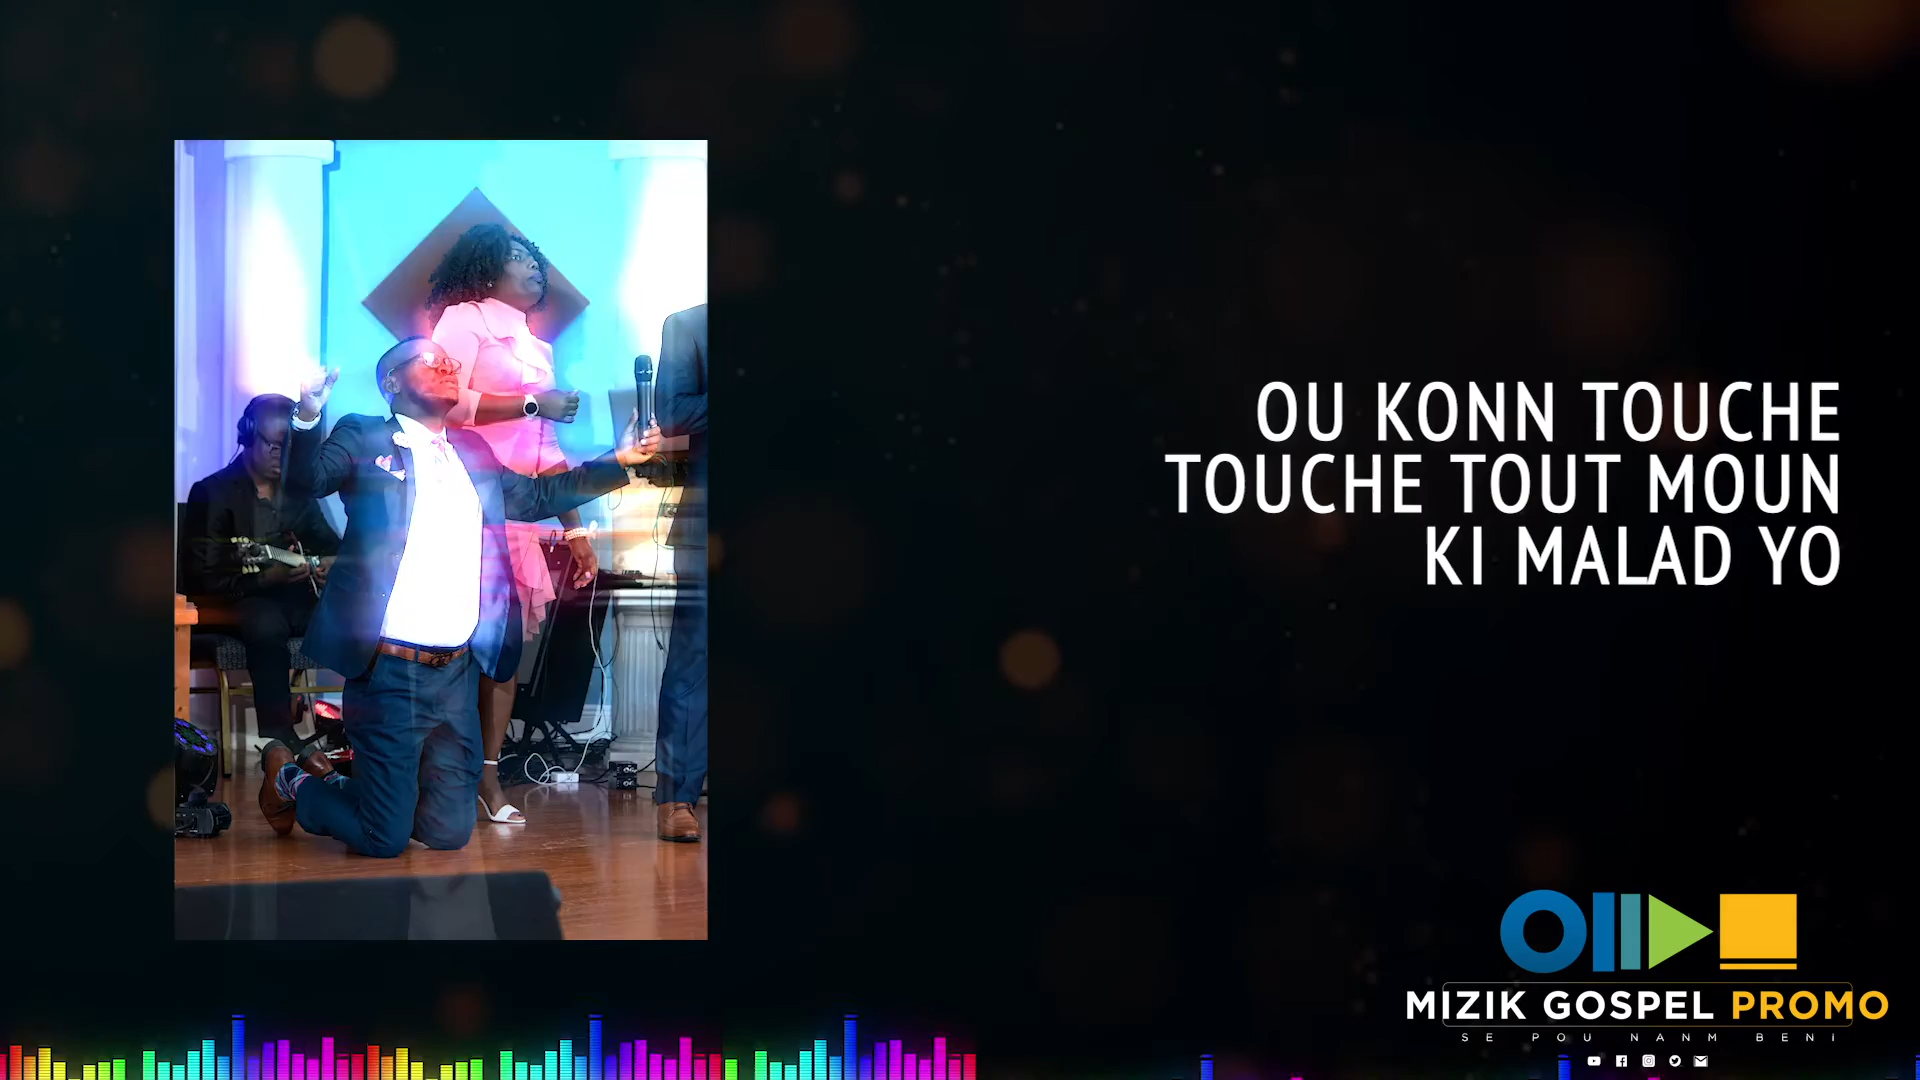 OU KONN TOUCHE
TOUCHE TOUT MOUN
KI MALAD YO
MIZIK GOSPEL PROMO
SE POU NANM BENI